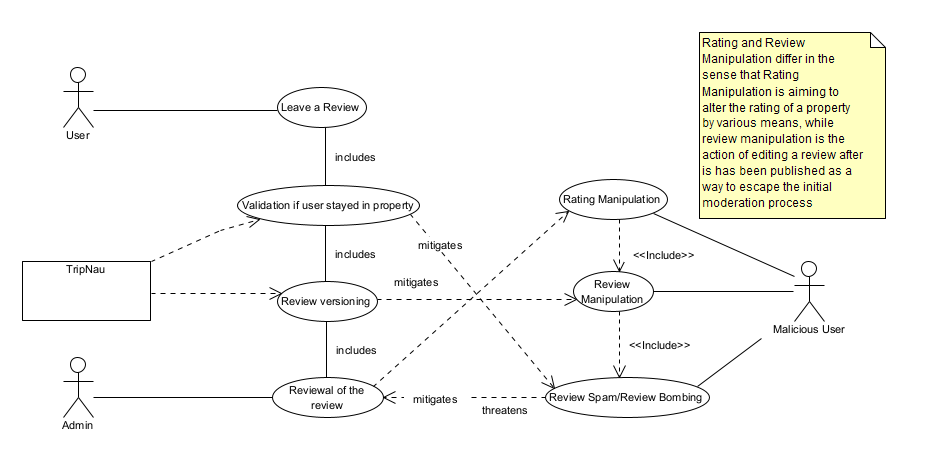 Rating and Review
Manipulation differ in the
sense that Rating
Manipulation is aiming to
alter the rating of a property
by various means, while
review manipulation is the
action of editing a review after
is has been published as a
way to escape the initial
moderation process
Leave a Review
User
includes
Rating Manipulation
Validation if user stayed in property
mitigates
includes
<<Include>>
TripNau
mitigates
Review
Manipulation
Review versioning
Malicious User
includes
<<Include>>
Reviewal of the
review
mitigates
threatens
Review Spam/Review Bombing
Admin